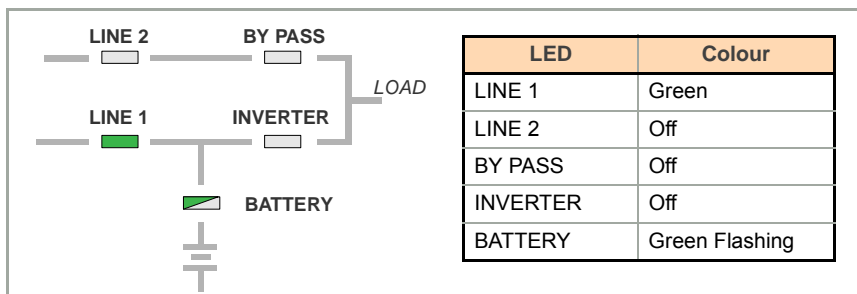 LINE 2 BY PASS
LOAD
LINE 1 INVERTER
BATTERY
LED Colour
LINE 1 Green
LINE 2 Off
BY PASS Off
INVERTER Off
BATTERY Green Flashing